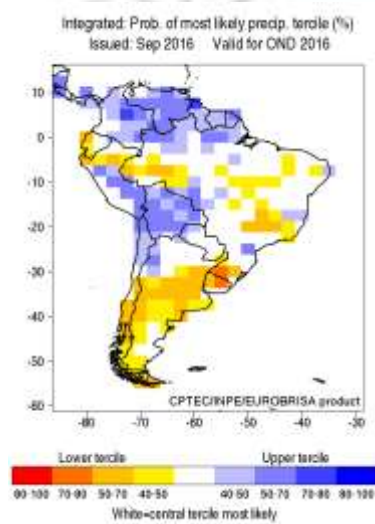 Integrated: Prob. of most likely precip. tercile (%)
Issued: Sep 2016 Valid for OND 2016
10
0
-10
-20
-30
-40
-50
-60
-80 -70 -60 -50 -40 -30
CPTEC/INPE/EUROBRISA product
Lower tercile Upper tercile
80-100 70-80 50-70 40-50 40-50 50-70 70-80 80-100
White=central tercile most likely